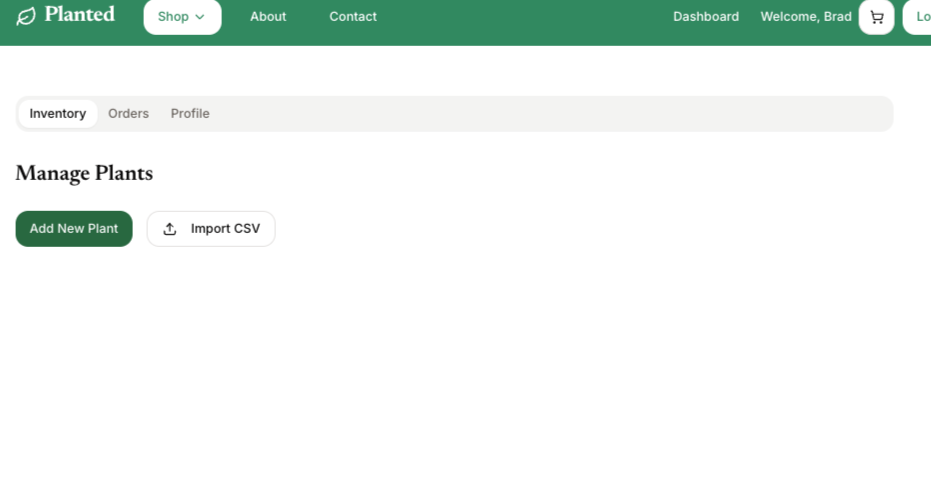 Planted Shop About Contact Dashboard Welcome, Brad Lo
Inventory Orders Profile
Manage Plants
Add New Plant Import CSV